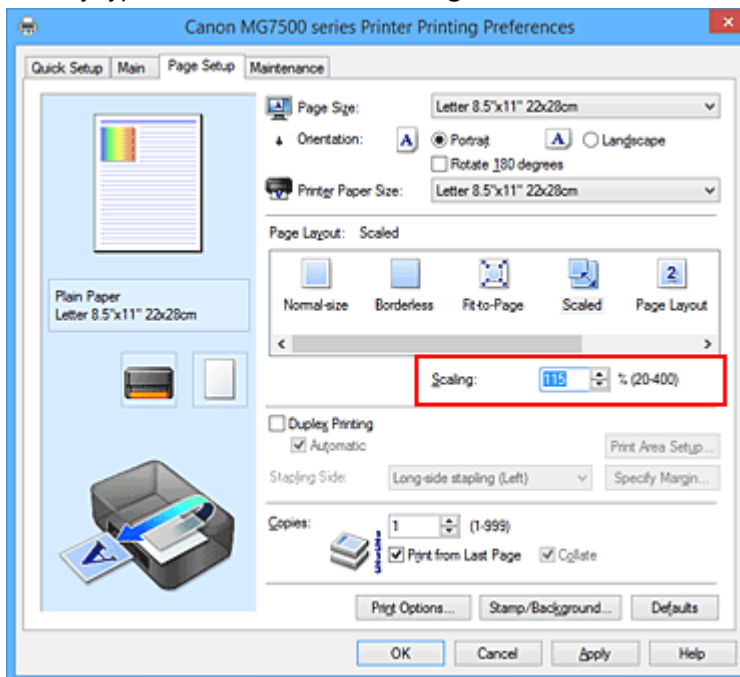 Canon MG7500 series Printer Printing Preferences
Quick Setup Main Page Setup Maintenance
Page Size: Letter 8.5"x11" 22x28cm
Orientation: A Portrait A Landscape
Rotate 180 degrees
Printer Paper Size: Letter 8.5"x11" 22x28cm
Page Layout: Scaled
Normal-size Borderless Fit-to-Page Scaled 2 Page Layout
Plain Paper
Letter 8.5"x11" 22x28cm
Scaling: 115 % (20-400)
Duplex Printing
Automatic Print Area Setup...
Stapling Side: Long-side stapling (Left) Specify Margin...
Copies: 1 (1-999)
Print from Last Page Collate
Print Options... Stamp/Background... Defaults
OK Cancel Apply Help